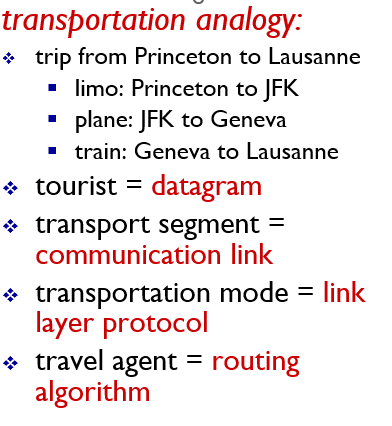 transportation analogy:
❖ trip from Princeton to Lausanne
▪ limo: Princeton to JFK
▪ plane: JFK to Geneva
▪ train: Geneva to Lausanne
❖ tourist = datagram
❖ transport segment =
communication link
❖ transportation mode = link
layer protocol
❖ travel agent = routing
algorithm